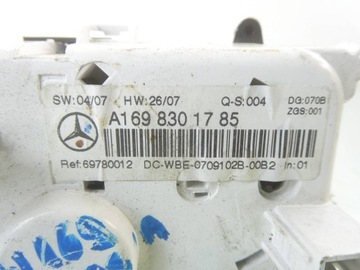 SW:04/07 HW:26/07 Q-S:004 DG:070B
ZGS:001
A169 830 17 85
Ref:69780012 DC-WBE-0709102B-00B2 In:01